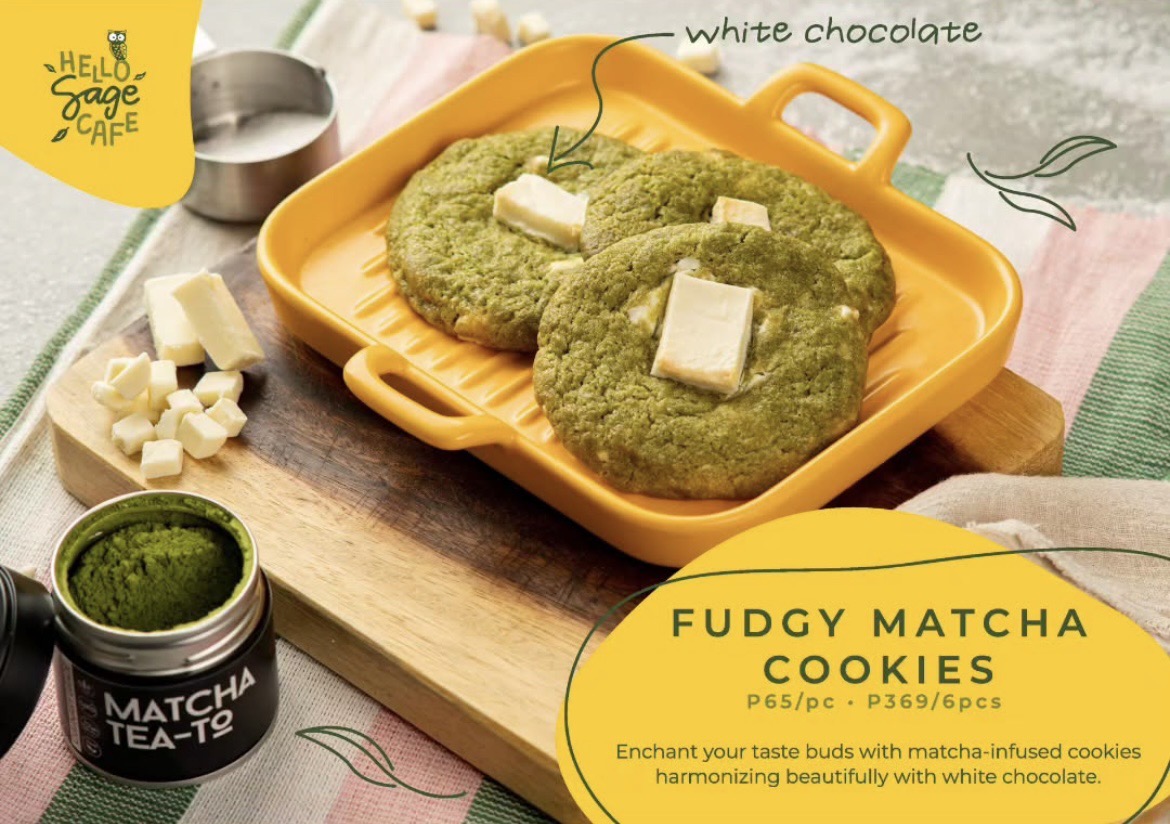 white chocolate
HELLO
Sage
CAFE
MATCHA
TEA-TO
FUDGY MATCHA
COOKIES
P65/pc • P369/6pcs
Enchant your taste buds with matcha-infused cookies
harmonizing beautifully with white chocolate.